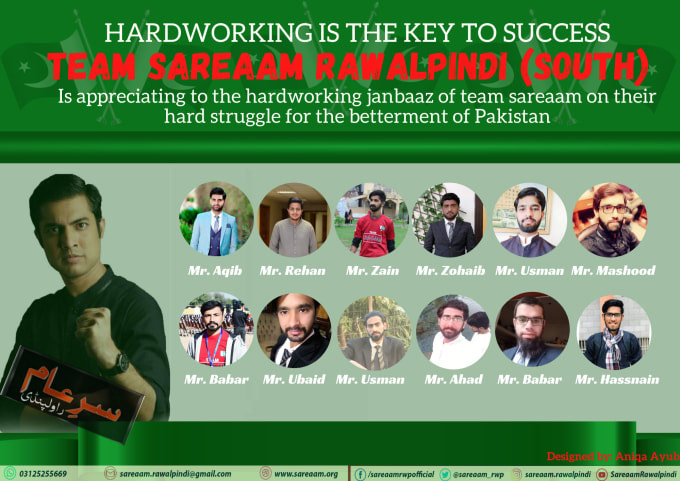 HARDWORKING IS THE KEY TO SUCCESS
TEAM SAREAAM RAWALPINDI (SOUTH)
Is appreciating to the hardworking janbaaz of team sareaam on their
hard struggle for the betterment of Pakistan
Mr. Aqib Mr. Rehan Mr. Zain Mr. Zohaib Mr. Usman Mr. Mashood
Mr. Babar Mr. Ubaid Mr. Usman Mr. Ahad Mr. Babar Mr. Hassnain
سرعام
راولپنڈی
Designed by Aniqa Ayub
03125255669 sareaam.rawalpindi@gmail.com www.sareaam.org /sareaamrwpofficial @sareaam_rwp sareaam.rawalpindi SareaamRawalpindi